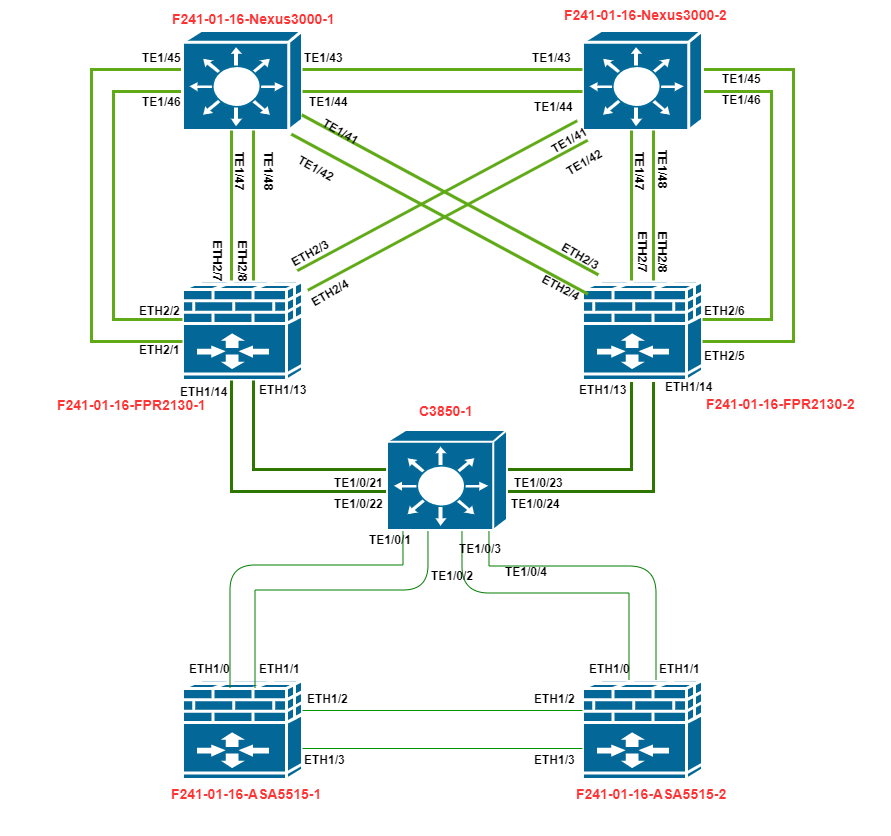 F241-01-16-Nexus3000-1
F241-01-16-Nexus3000-2
TE1/45
TE1/43
TE1/43
TE1/45
TE1/46
TE1/44
TE1/44
TE1/46
TE1/41
TE1/42
TE1/41
TE1/42
TE1/47
TE1/48
TE1/47
TE1/48
ETH2/7
ETH2/8
ETH2/3
ETH2/4
ETH2/3
ETH2/4
ETH2/7
ETH2/8
ETH2/2
ETH2/1
ETH2/6
ETH2/5
ETH1/14
ETH1/13
ETH1/13
ETH1/14
F241-01-16-FPR2130-1
C3850-1
F241-01-16-FPR2130-2
TE1/0/21
TE1/0/23
TE1/0/22
TE1/0/24
TE1/0/1
TE1/0/3
TE1/0/2
TE1/0/4
ETH1/0
ETH1/1
ETH1/0
ETH1/1
ETH1/2
ETH1/2
ETH1/3
ETH1/3
F241-01-16-ASA5515-1
F241-01-16-ASA5515-2